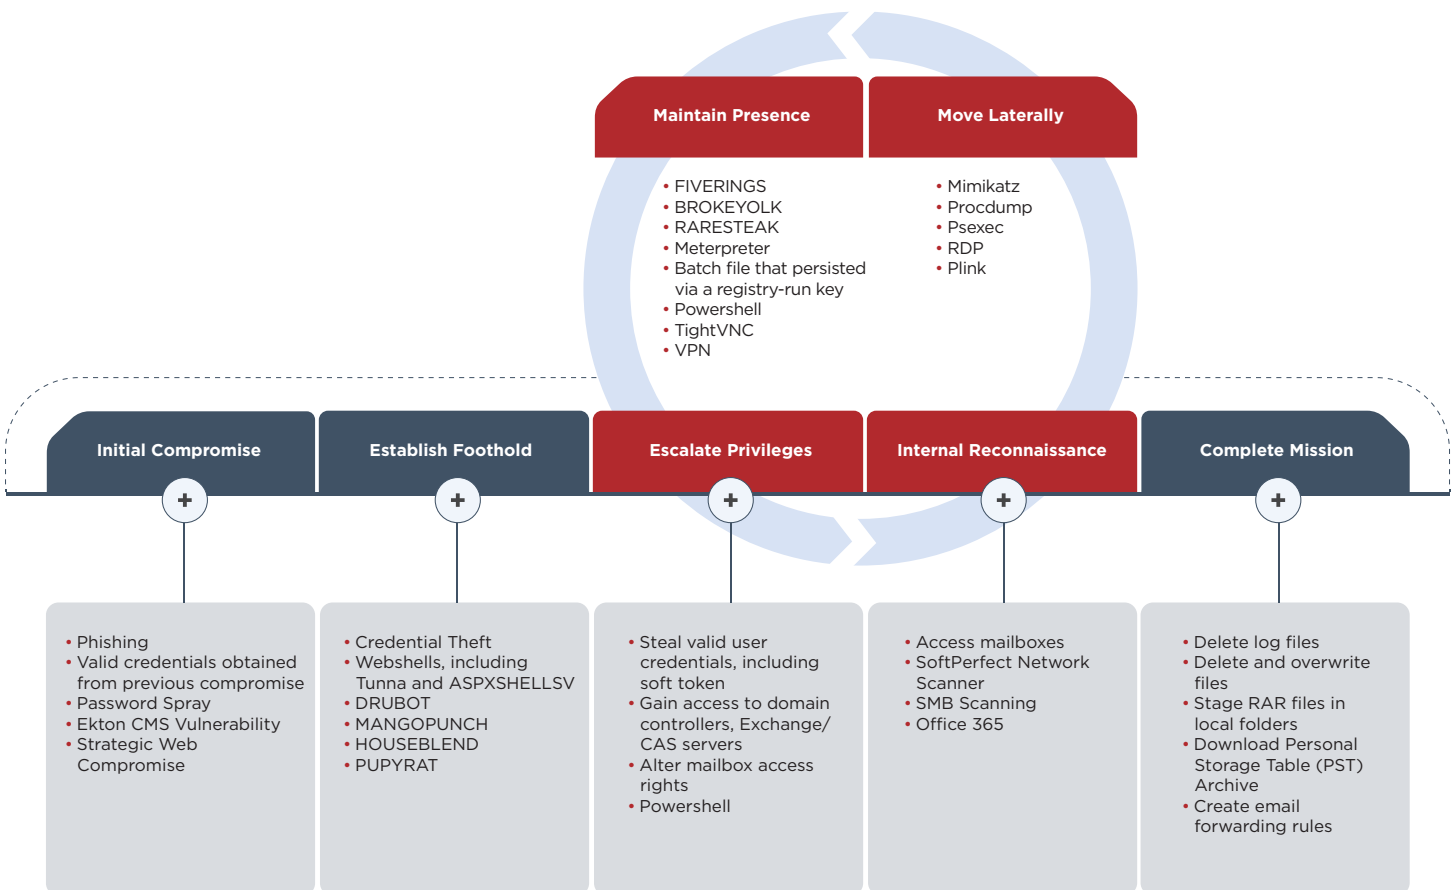 Maintain Presence
Move Laterally
• FIVERINGS
• BROKEYOLK
• RARESTEAK
• Meterpreter
• Batch file that persisted
via a registry-run key
• Powershell
• TightVNC
• VPN
• Mimikatz
• Procdump
• Psexec
• RDP
• Plink
Initial Compromise
Establish Foothold
Escalate Privileges
Internal Reconnaissance
Complete Mission
+
+
+
+
+
• Phishing
• Valid credentials obtained
from previous compromise
• Password Spray
• Ekton CMS Vulnerability
• Strategic Web
Compromise
• Credential Theft
• Webshells, including
Tunna and ASPXSHELLSV
• DRUBOT
• MANGOPUNCH
• HOUSEBLEND
• PUPYRAT
• Steal valid user
credentials, including
soft token
• Gain access to domain
controllers, Exchange/
CAS servers
• Alter mailbox access
rights
• Powershell
• Access mailboxes
• SoftPerfect Network
Scanner
• SMB Scanning
• Office 365
• Delete log files
• Delete and overwrite
files
• Stage RAR files in
local folders
• Download Personal
Storage Table (PST)
Archive
• Create email
forwarding rules